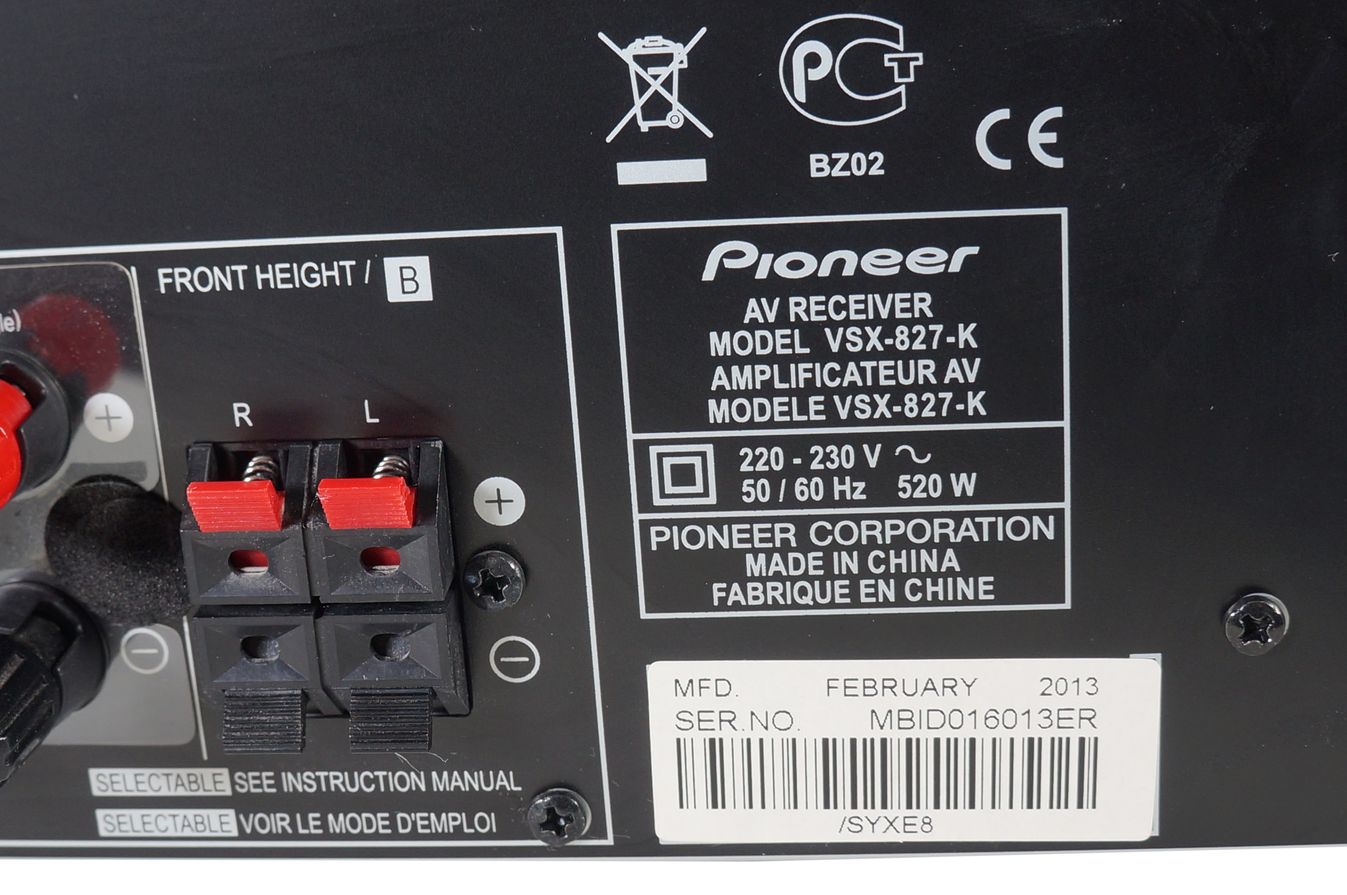 BZ02
CE
Pioneer
AV RECEIVER
MODEL VSX-827-K
AMPLIFICATEUR AV
MODELE VSX-827-K
220 - 230 V ~
50 / 60 Hz 520 W
PIONEER CORPORATION
MADE IN CHINA
FABRIQUE EN CHINE
FRONT HEIGHT / B
R L
+
+
−
−
SELECTABLE SEE INSTRUCTION MANUAL
SELECTABLE VOIR LE MODE D'EMPLOI
MFD. FEBRUARY 2013
SER.NO. MBID016013ER
/SYXE8